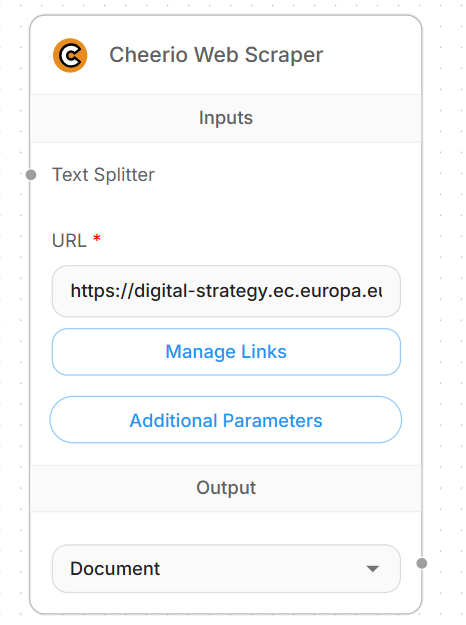 Cheerio Web Scraper
Inputs
Text Splitter
URL *
https://digital-strategy.ec.europa.eu
Manage Links
Additional Parameters
Output
Document